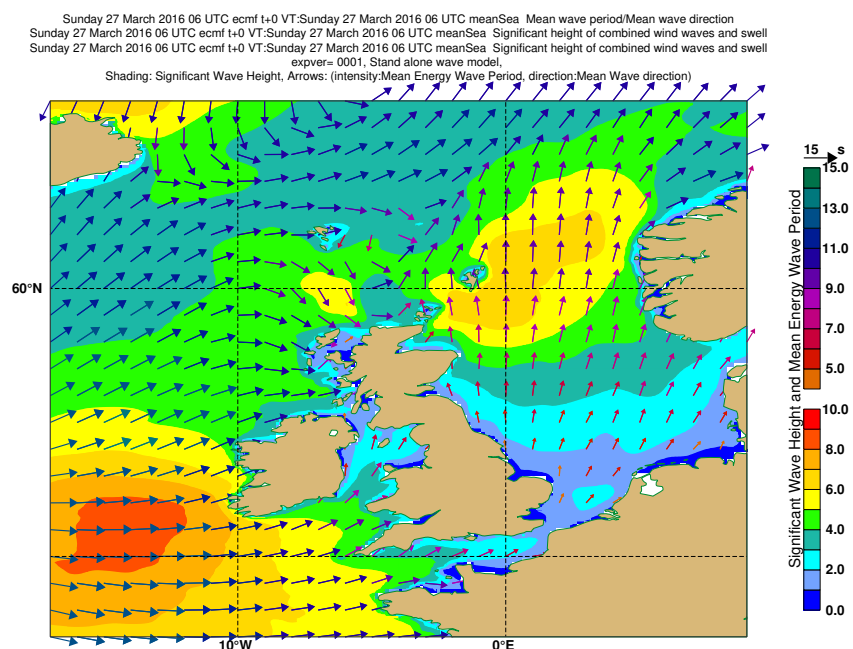 Sunday 27 March 2016 06 UTC ecmf t+0 VT:Sunday 27 March 2016 06 UTC meanSea Mean wave period/Mean wave direction
Sunday 27 March 2016 06 UTC ecmf t+0 VT:Sunday 27 March 2016 06 UTC meanSea Significant height of combined wind waves and swell
Sunday 27 March 2016 06 UTC ecmf t+0 VT:Sunday 27 March 2016 06 UTC meanSea Significant height of combined wind waves and swell
expver= 0001, Stand alone wave model,
Shading: Significant Wave Height, Arrows: (intensity:Mean Energy Wave Period, direction:Mean Wave direction)
15 s
15.0
13.0
11.0
9.0
7.0
5.0
10.0
8.0
6.0
4.0
2.0
0.0
Significant Wave Height and Mean Energy Wave Period
60°N
10°W
0°E